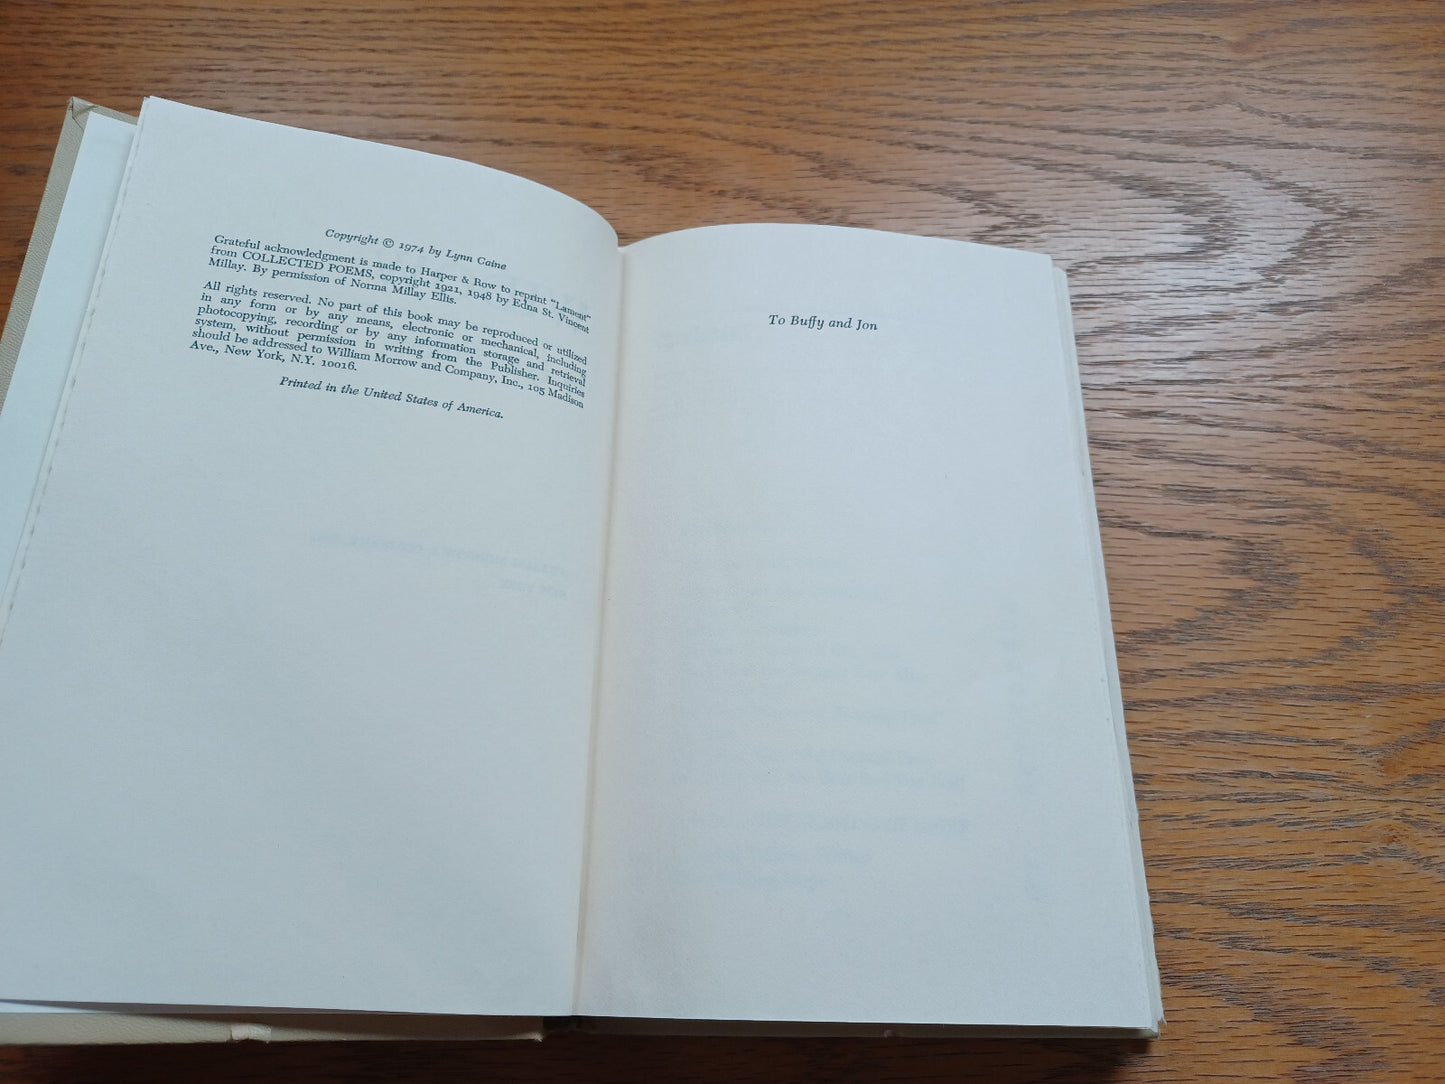 Copyright © 1974 by Lynn Caine
Grateful acknowledgment is made to Harper & Row to reprint "Lament"
from COLLECTED POEMS, copyright 1921, 1948 by Edna St. Vincent
Millay. By permission of Norma Millay Ellis.
All rights reserved. No part of this book may be reproduced or utilized
in any form or by any means, electronic or mechanical, including
photocopying, recording or by any information storage and retrieval
system, without permission in writing from the Publisher. Inquiries
should be addressed to William Morrow and Company, Inc., 105 Madison
Ave., New York, N.Y. 10016.
Printed in the United States of America.
To Buffy and Jon